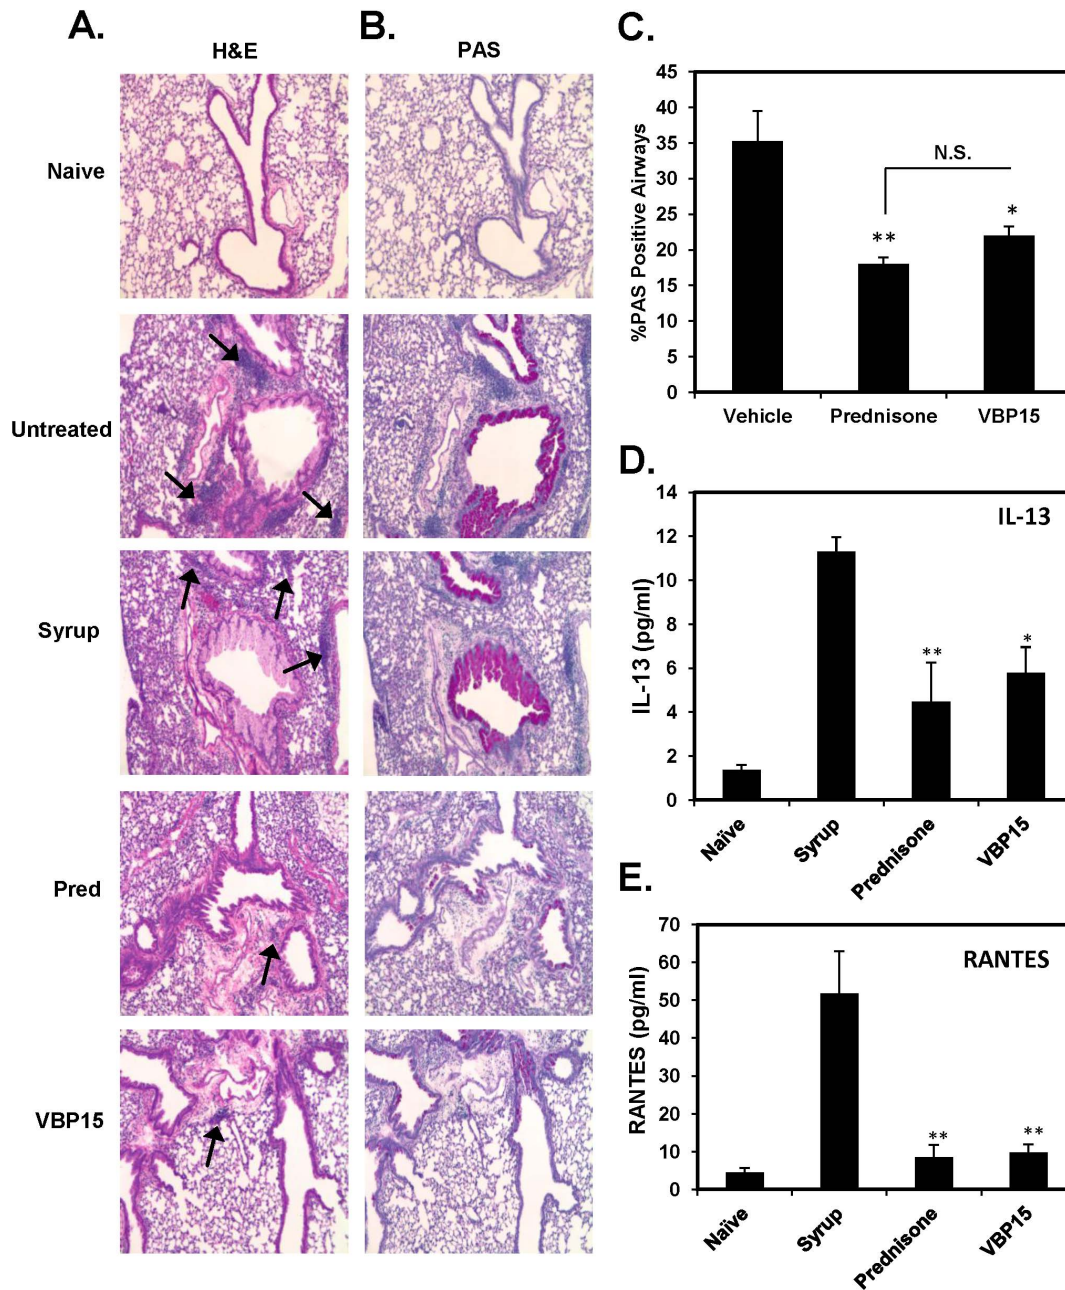 A.
H&E
B.
PAS
Naive
Untreated
Syrup
Pred
VBP15
C.
%PAS Positive Airways
45
40
35
30
25
20
15
10
5
0
N.S.
**
*
Vehicle Prednisone VBP15
D.
IL-13
IL-13 (pg/ml)
14
12
10
8
6
4
2
0
**
*
Naïve Syrup Prednisone VBP15
E.
RANTES
RANTES (pg/ml)
70
60
50
40
30
20
10
0
**
**
Naïve Syrup Prednisone VBP15